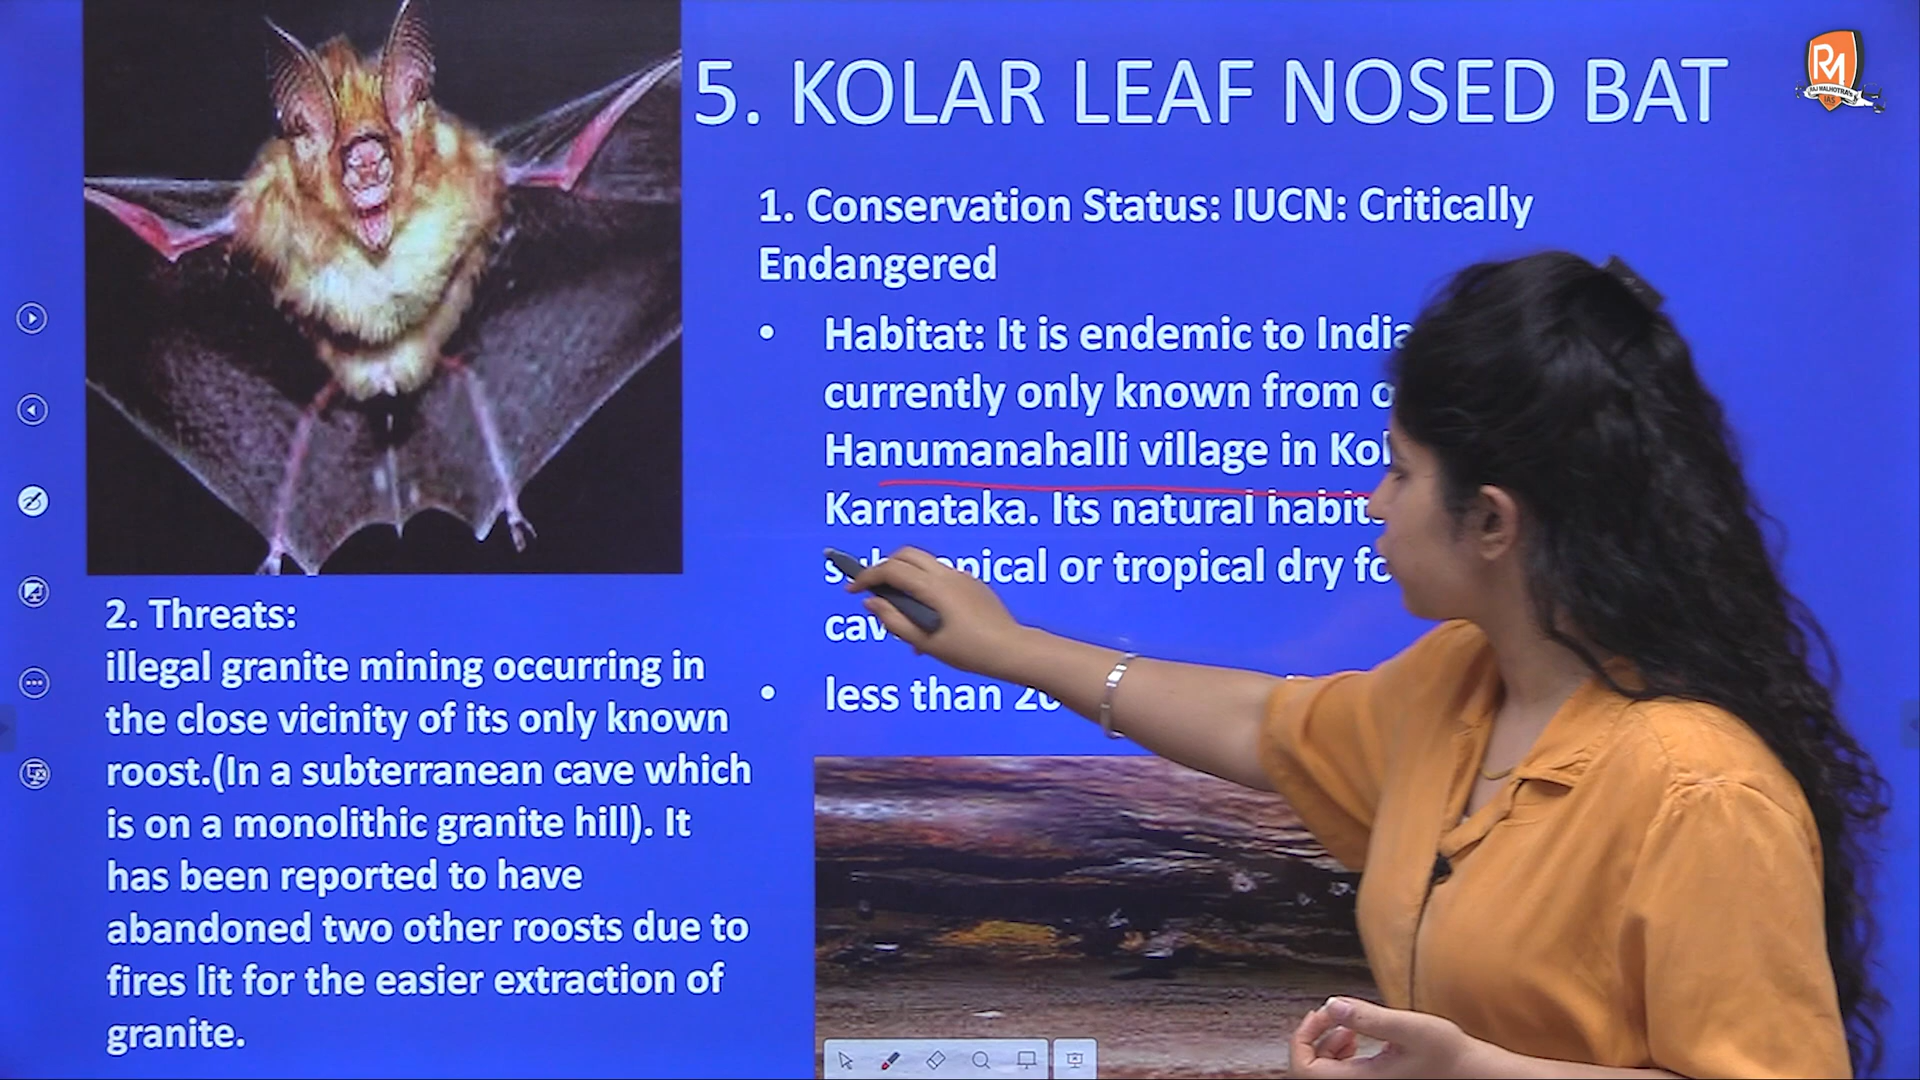 5. KOLAR LEAF NOSED BAT
RM
RAJ MALHOTRA'S
IAS
1. Conservation Status: IUCN: Critically
Endangered
• Habitat: It is endemic to India
currently only known from
Hanumanahalli village in
Karnataka. Its natural
or tropical dry
• less than
2. Threats:
illegal granite mining occurring in
the close vicinity of its only known
roost.(In a subterranean cave which
is on a monolithic granite hill). It
has been reported to have
abandoned two other roosts due to
fires lit for the easier extraction of
granite.